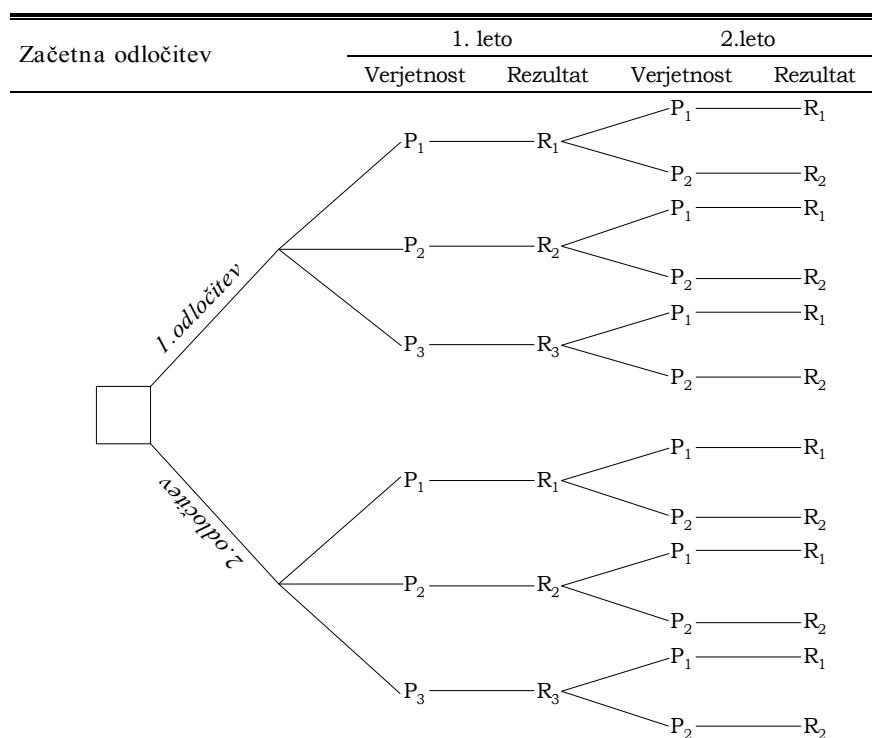 Začetna odločitev
1. leto 2.leto
Verjetnost Rezultat Verjetnost Rezultat
P₁ R₁
P₁ R₁
P₂ R₂
P₁ R₁
P₂ R₂
P₂ R₂
1.odločitev
P₁ R₁
P₃ R₃
P₂ R₂
P₁ R₁
P₁ R₁
2.odločitev
P₂ R₂
P₁ R₁
P₂ R₂
P₂ R₂
P₁ R₁
P₃ R₃
P₂ R₂